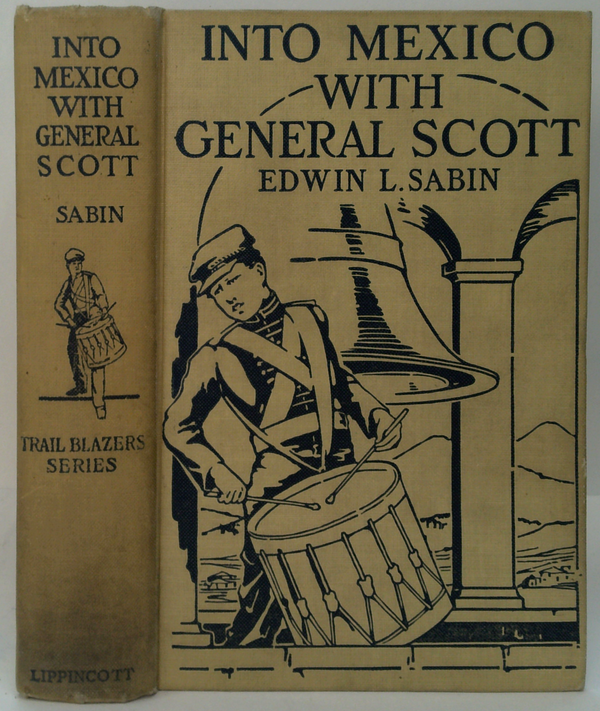 INTO
MEXICO
WITH
GENERAL
SCOTT
SABIN
TRAIL BLAZERS
SERIES
LIPPINCOTT
INTO MEXICO
WITH
GENERAL SCOTT
EDWIN L. SABIN